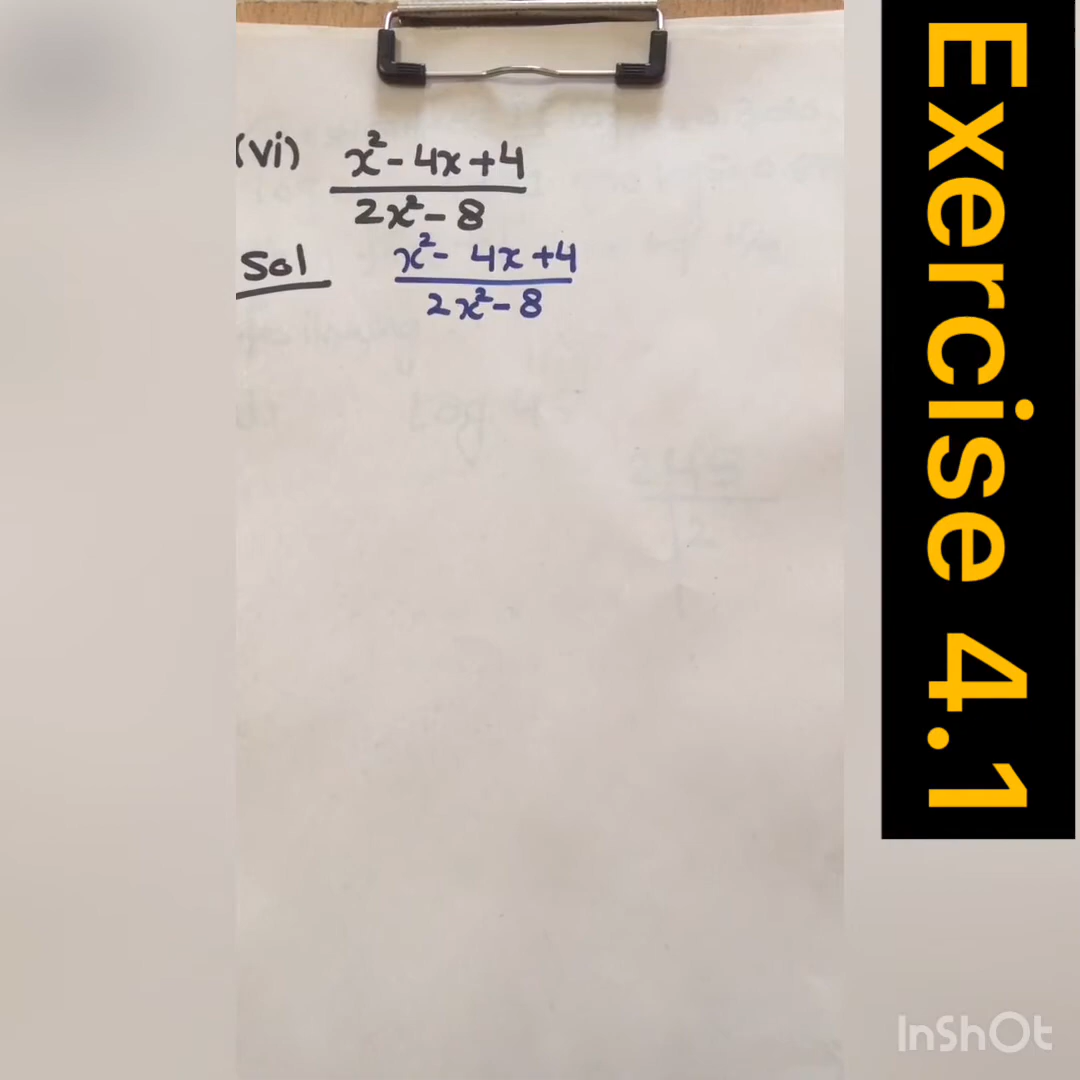 (vi) x² - 4x + 4
2x² - 8
Sol x² - 4x + 4
2x² - 8
Exercise 4.1
InShOt